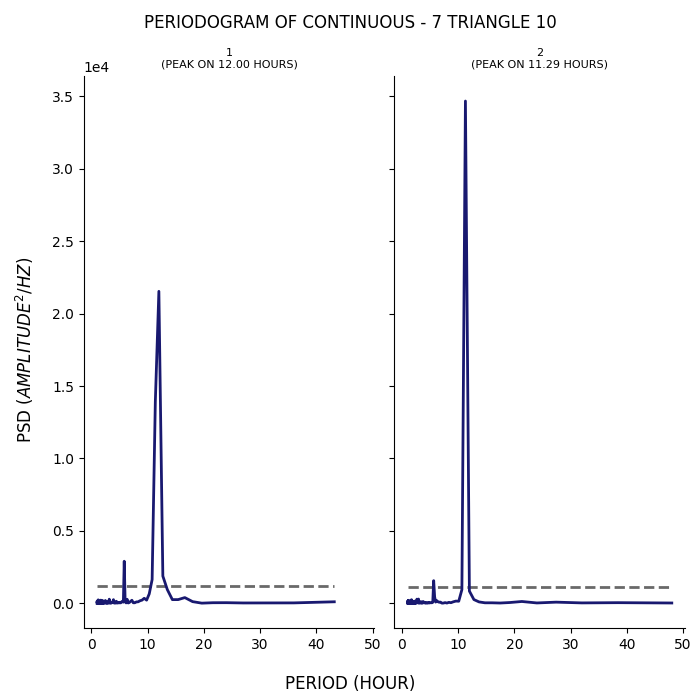 PERIODOGRAM OF CONTINUOUS - 7 TRIANGLE 10
1
(PEAK ON 12.00 HOURS)
2
(PEAK ON 11.29 HOURS)
1e4
3.5
3.0
2.5
2.0
1.5
1.0
0.5
0.0
PSD (AMPLITUDE²/HZ)
0 10 20 30 40 50
0 10 20 30 40 50
PERIOD (HOUR)